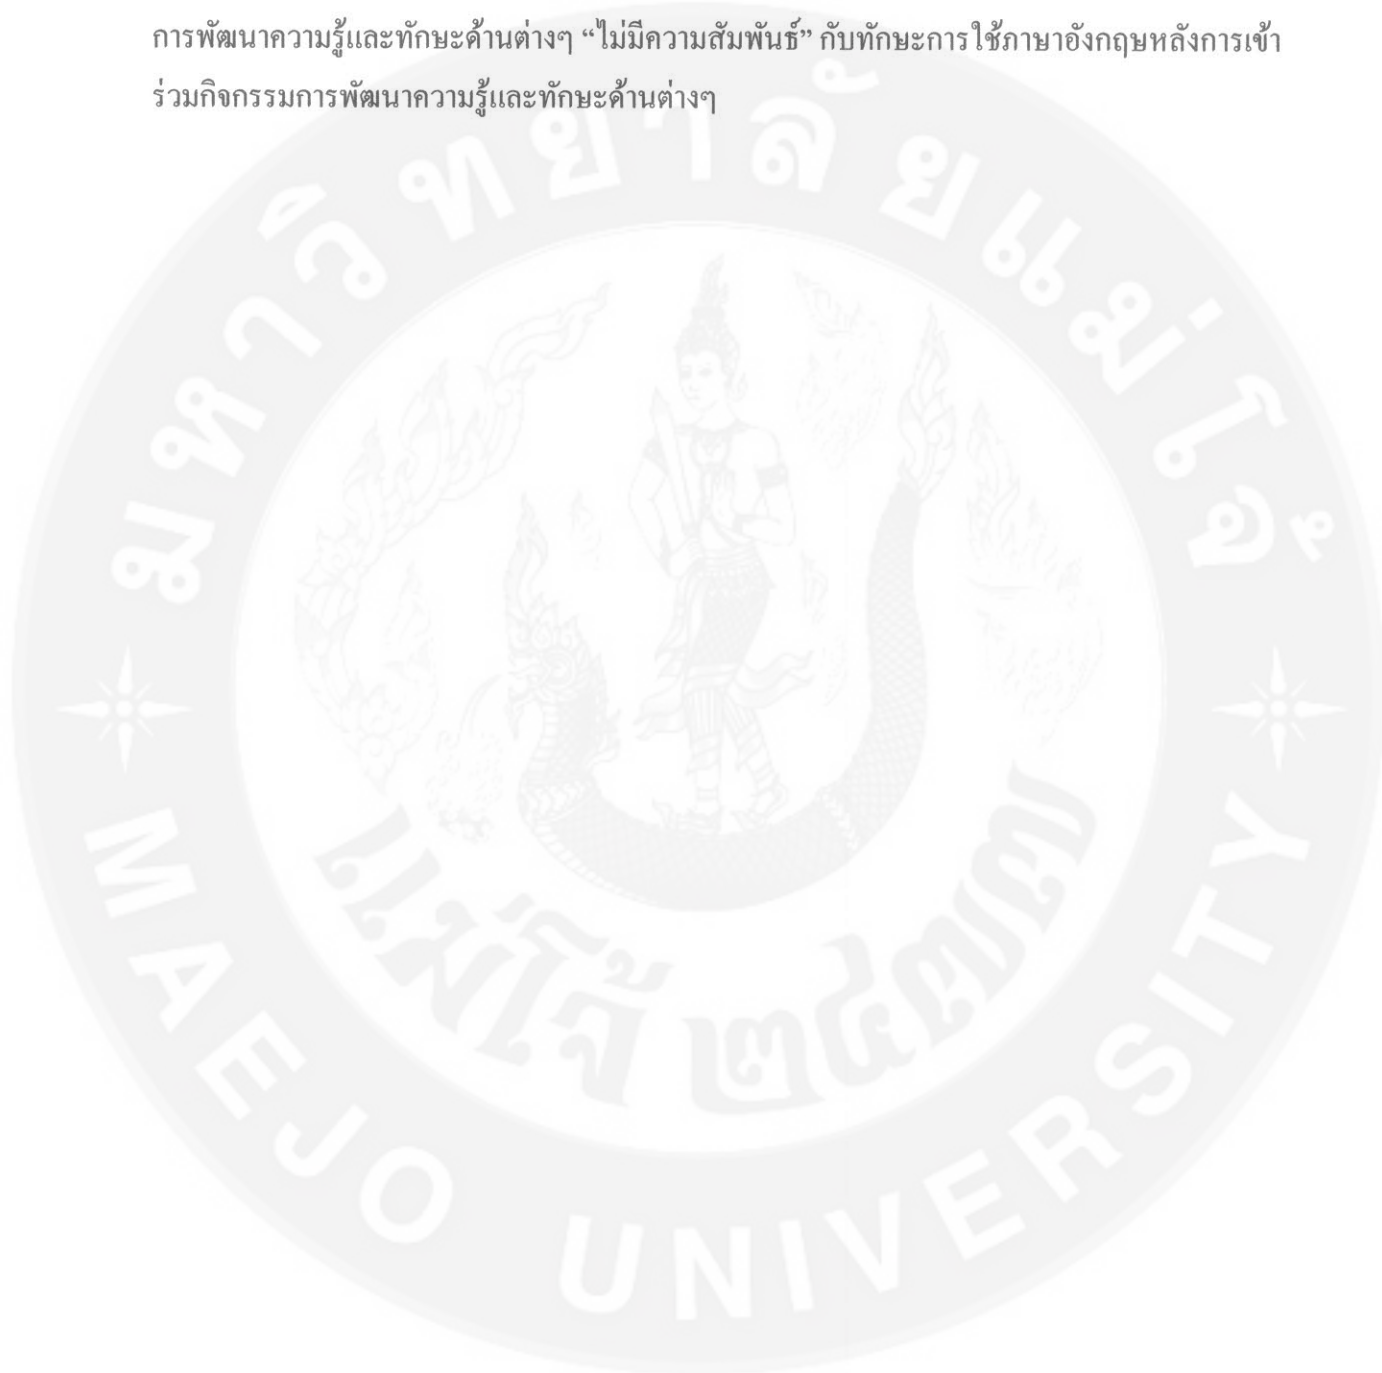 การพัฒนาความรู้และทักษะด้านต่างๆ “ไม่มีความสัมพันธ์” กับทักษะการใช้ภาษาอังกฤษหลังการเข้า
ร่วมกิจกรรมการพัฒนาความรู้และทักษะด้านต่างๆ
มหาวิทยาลัยแม่โจ้
แม่โจ้ ๒๔๗๗
MAEJO UNIVERSITY